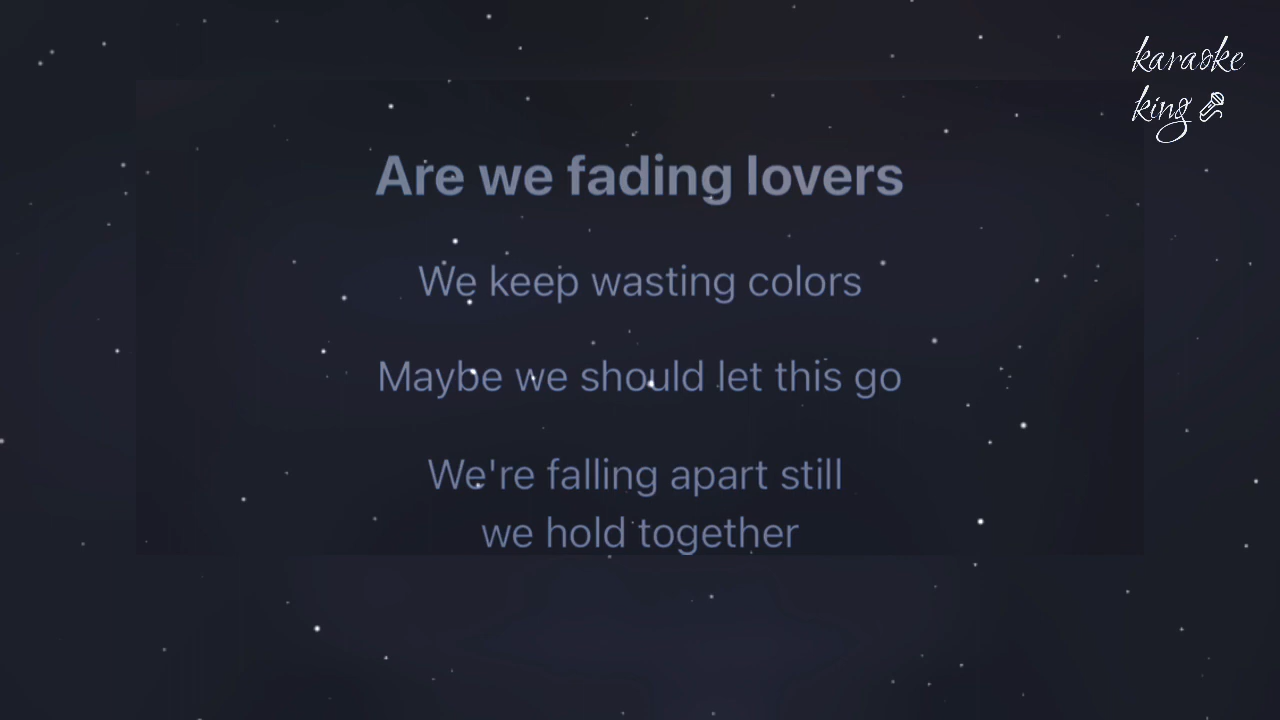 karaoke
king
Are we fading lovers
We keep wasting colors
Maybe we should let this go
We're falling apart still
we hold together